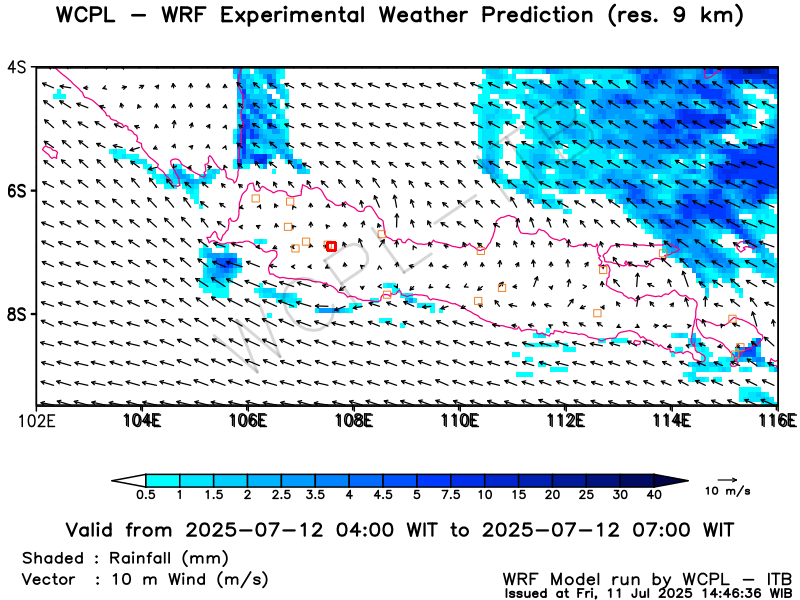 WCPL – WRF Experimental Weather Prediction (res. 9 km)
4S
6S
8S
WCPL-ITB
102E 104E 106E 108E 110E 112E 114E 116E
0.5 1 1.5 2 2.5 3.5 4 4.5 5 7.5 10 15 20 25 30 40
10 m/s
Valid from 2025-07-12 04:00 WIT to 2025-07-12 07:00 WIT
Shaded : Rainfall (mm)
Vector : 10 m Wind (m/s)
WRF Model run by WCPL – ITB
Issued at Fri, 11 Jul 2025 14:46:36 WIB